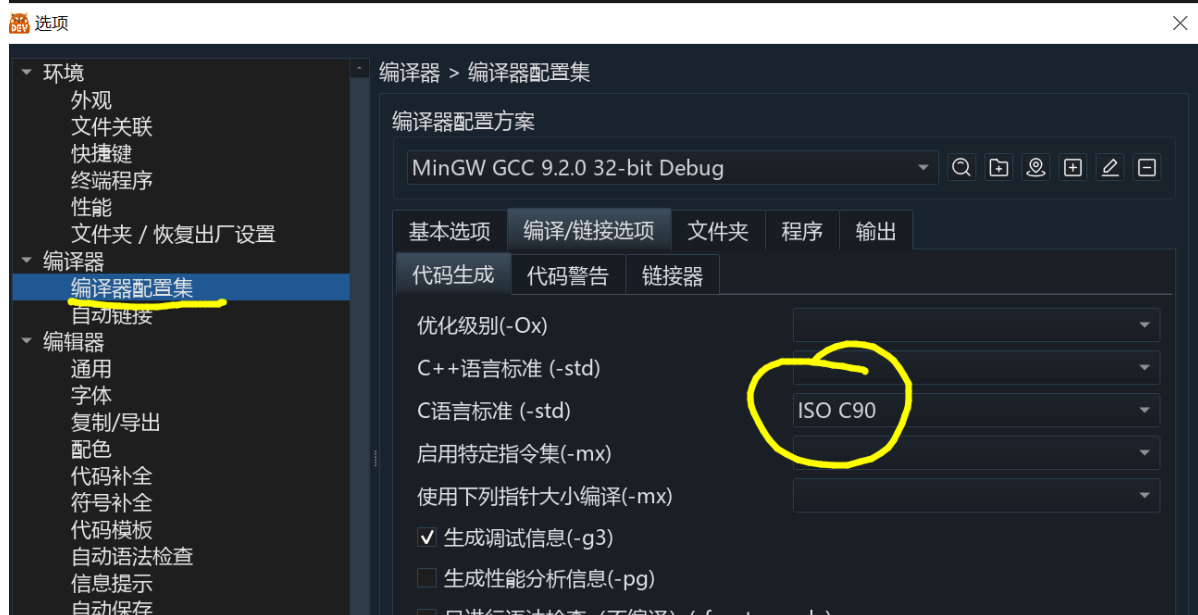 选项
环境
外观
文件关联
快捷键
终端程序
性能
文件夹 / 恢复出厂设置
编译器
编译器配置集
自动链接
编辑器
通用
字体
复制/导出
配色
代码补全
符号补全
代码模板
自动语法检查
信息提示
自动保存
编译器 > 编译器配置集
编译器配置方案
MinGW GCC 9.2.0 32-bit Debug
基本选项 编译/链接选项 文件夹 程序 输出
代码生成 代码警告 链接器
优化级别(-Ox)
C++语言标准 (-std)
C语言标准 (-std) ISO C90
启用特定指令集(-mx)
使用下列指针大小编译(-mx)
生成调试信息(-g3)
生成性能分析信息(-pg)